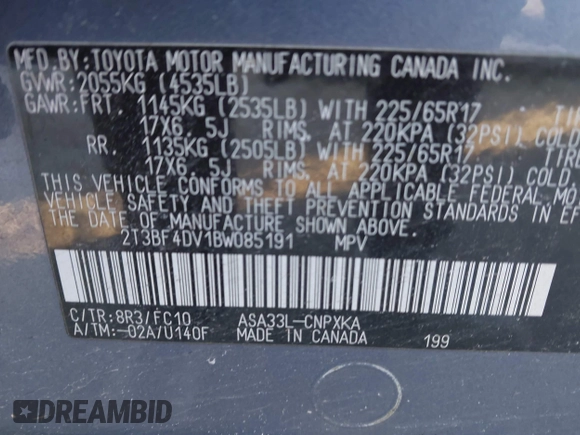 MFD. BY:TOYOTA MOTOR MANUFACTURING CANADA INC.
GVWR:2055KG (4535LB)
GAWR:FRT. 1145KG (2535LB) WITH 225/65R17
17X6.5J RIMS, AT 220KPA (32PSI) COLD
RR. 1135KG (2505LB) WITH 225/65R17
17X6.5J RIMS, AT 220KPA (32PSI) COLD
THIS VEHICLE CONFORMS TO ALL APPLICABLE FEDERAL
VEHICLE SAFETY AND THEFT PREVENTION STANDARDS IN
THE DATE OF MANUFACTURE SHOWN ABOVE.
2T3BF4DV1BW085191 MPV
C/TR:8R3/FC10 ASA33L-CNPXKA
A/TM:-02A/U140F MADE IN CANADA 199
DREAMBID